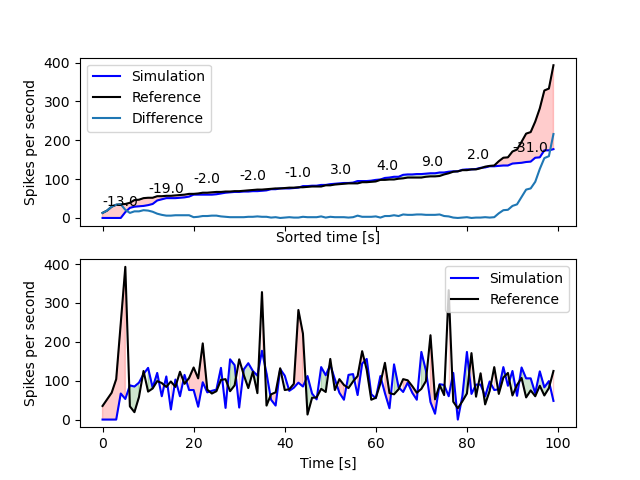 400
300
200
100
0
Spikes per second
Simulation
Reference
Difference
-13.0
-19.0
-2.0
-2.0
-1.0
3.0
4.0
9.0
2.0
-31.0
Sorted time [s]
400
300
200
100
0
Spikes per second
Simulation
Reference
0
20
40
60
80
100
Time [s]